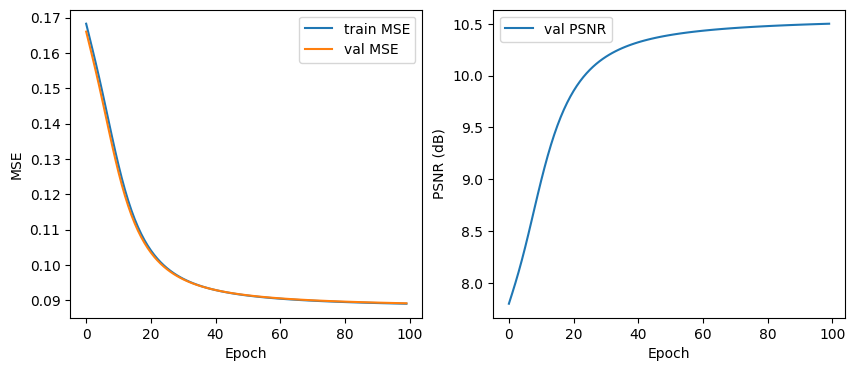 train MSE
val MSE
0.17
0.16
0.15
0.14
0.13
0.12
0.11
0.10
0.09
MSE
0 20 40 60 80 100
Epoch
val PSNR
10.5
10.0
9.5
9.0
8.5
8.0
PSNR (dB)
0 20 40 60 80 100
Epoch